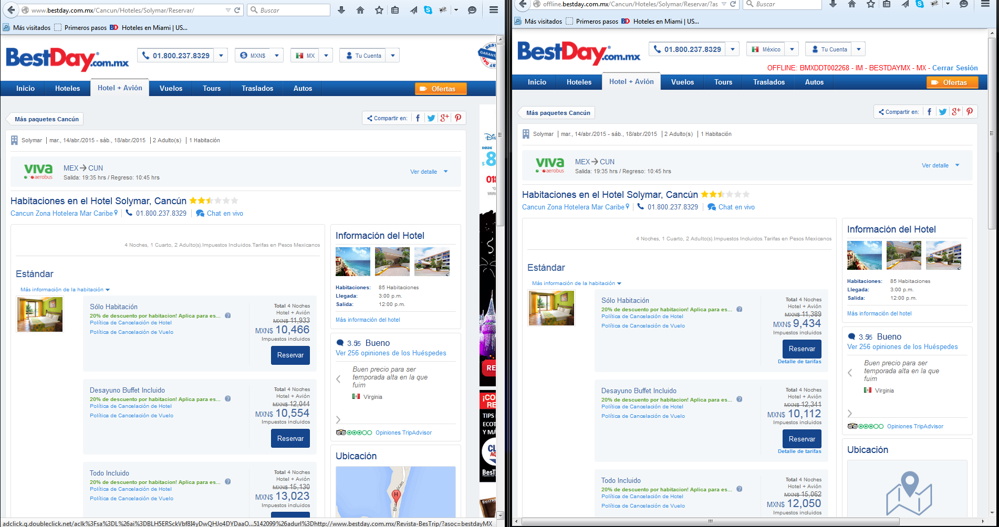 www.bestday.com.mx/Cancun/Hoteles/Solymar/Reservar/
Buscar
Más visitados
Primeros pasos
BD Hoteles en Miami | US...
BestDay.com.mx
01.800.237.8329
MXN$
MX
Tu Cuenta
Inicio
Hoteles
Hotel + Avión
Vuelos
Tours
Traslados
Autos
Ofertas
Más paquetes Cancún
Compartir en:
Solymar | mar., 14/abr./2015 - sáb., 18/abr./2015 | 2 Adulto(s) | 1 Habitación
viva aerobus
MEX CUN
Salida: 19:35 hrs / Regreso: 10:45 hrs
Ver detalle
Habitaciones en el Hotel Solymar, Cancún
Cancun Zona Hotelera Mar Caribe
01.800.237.8329
Chat en vivo
4 Noches, 1 Cuarto, 2 Adulto(s).Impuestos Incluidos.Tarifas en Pesos Mexicanos
Estándar
Más información de la habitación
Sólo Habitación
20% de descuento por habitacion! Aplica para es...
Política de Cancelación de Hotel
Política de Cancelación de Vuelo
Total 4 Noches
Hotel + Avión
MXN$ 11,933
MXN$ 10,466
Impuestos incluidos
Reservar
Desayuno Buffet Incluido
20% de descuento por habitacion! Aplica para es...
Política de Cancelación de Hotel
Política de Cancelación de Vuelo
Total 4 Noches
Hotel + Avión
MXN$ 12,044
MXN$ 10,554
Impuestos incluidos
Reservar
Todo Incluido
20% de descuento por habitacion! Aplica para es...
Política de Cancelación de Hotel
Política de Cancelación de Vuelo
Total 4 Noches
Hotel + Avión
MXN$ 15,130
MXN$ 13,023
Impuestos incluidos
Información del Hotel
Habitaciones: 85 Habitaciones
Llegada: 3:00 p.m.
Salida: 12:00 p.m.
Más información del hotel
Bueno
Ver 256 opiniones de los Huéspedes
Buen precio para ser
temporada alta en la que
fuim
Virginia
Opiniones TripAdvisor
Ubicación
H
DESDE
$ 8
018
RE
¡CO
RE
TIPS
ECOT
Y MÁ
CL
AQ
adclick.g.doubleclick.net/aclk%3Fsa%3DL%26ai%3DBLH5ERSckVbf8I4yDwQHJo4DYDaaO...5142099%26adurl%3Dhttp://www.bestday.com.mx/Revista-BesTrip/?asoc=bestdayMX
offline.bestday.com.mx/Cancun/Hoteles/Solymar/Reservar/?as
Buscar
Más visitados
Primeros pasos
BD Hoteles en Miami | US...
BestDay.com.mx
01.800.237.8329
México
Tu Cuenta
OFFLINE: BMXDDT002268 - IM - BESTDAYMX - MX - Cerrar Sesión
Inicio
Hoteles
Hotel + Avión
Vuelos
Tours
Traslados
Autos
Ofertas
Más paquetes Cancún
Compartir en:
Solymar | mar., 14/abr./2015 - sáb., 18/abr./2015 | 2 Adulto(s) | 1 Habitación
viva aerobus
MEX CUN
Salida: 19:35 hrs / Regreso: 10:45 hrs
Ver detalle
Habitaciones en el Hotel Solymar, Cancún
Cancun Zona Hotelera Mar Caribe
01.800.237.8329
Chat en vivo
4 Noches, 1 Cuarto, 2 Adulto(s).Impuestos Incluidos.Tarifas en Pesos Mexicanos
Estándar
Más información de la habitación
Sólo Habitación
20% de descuento por habitacion! Aplica para es...
Política de Cancelación de Hotel
Política de Cancelación de Vuelo
Total 4 Noches
Hotel + Avión
MXN$ 11,389
MXN$ 9,434
Impuestos incluidos
Reservar
Detalle de tarifas
Desayuno Buffet Incluido
20% de descuento por habitacion! Aplica para es...
Política de Cancelación de Hotel
Política de Cancelación de Vuelo
Total 4 Noches
Hotel + Avión
MXN$ 12,341
MXN$ 10,112
Impuestos incluidos
Reservar
Detalle de tarifas
Todo Incluido
20% de descuento por habitacion! Aplica para es...
Política de Cancelación de Hotel
Política de Cancelación de Vuelo
Total 4 Noches
Hotel + Avión
MXN$ 15,062
MXN$ 12,050
Impuestos incluidos
Información del Hotel
Habitaciones: 85 Habitaciones
Llegada: 3:00 p.m.
Salida: 12:00 p.m.
Más información del hotel
Bueno
Ver 256 opiniones de los Huéspedes
Buen precio para ser
temporada alta en la que
fuim
Virginia
Opiniones TripAdvisor
Ubicación